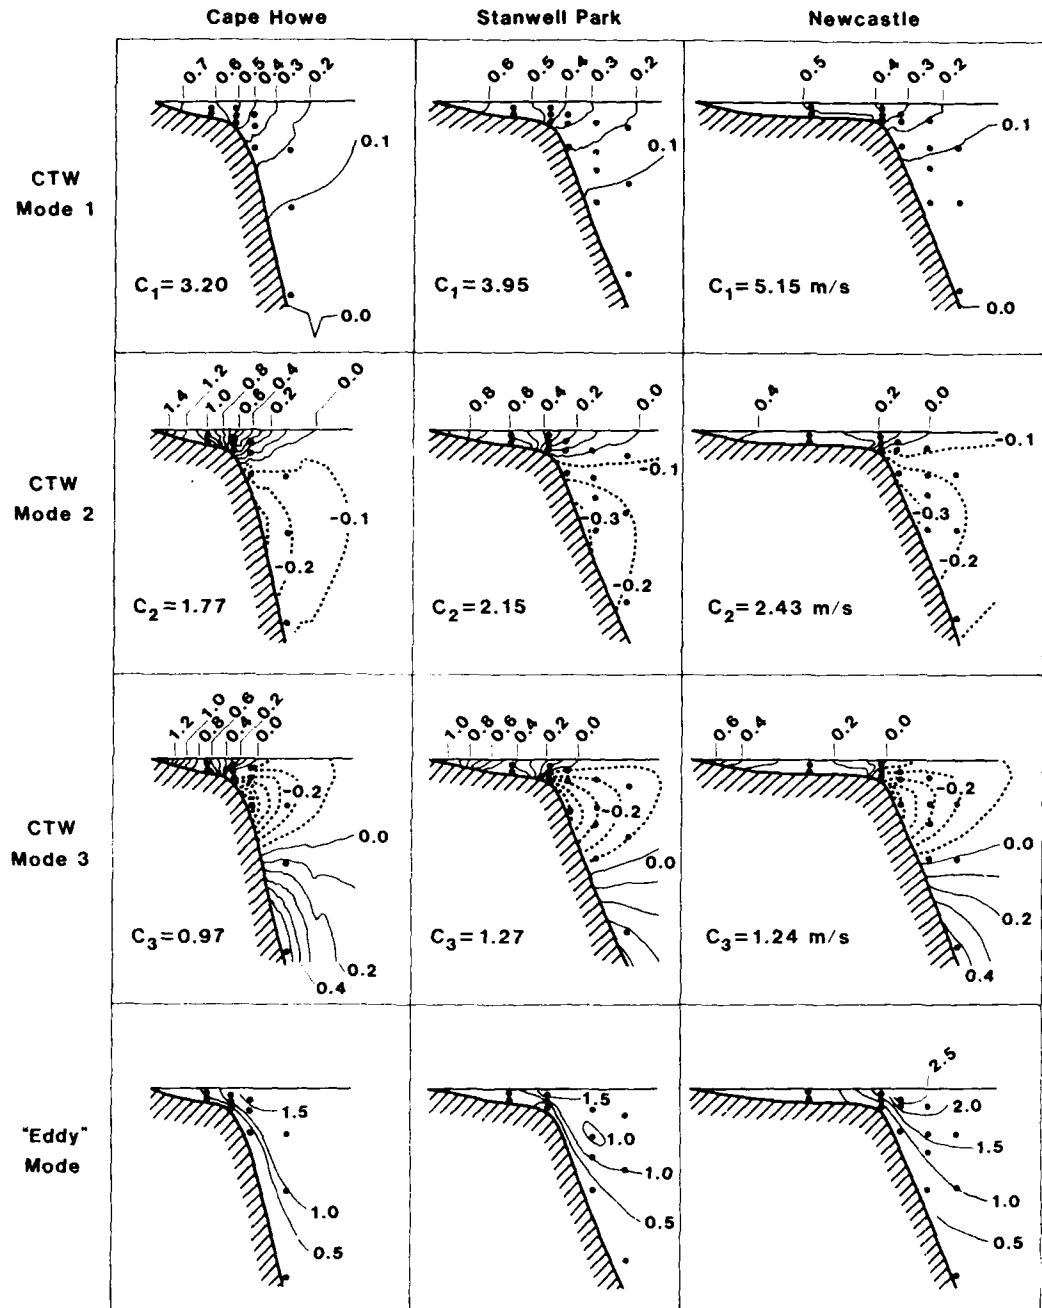 Cape Howe Stanwell Park Newcastle
CTW
Mode 1
0.7 0.6 0.5 0.4 0.3 0.2
0.1
C1=3.20
0.0
0.6 0.5 0.4 0.3 0.2
0.1
C1=3.95
0.5 0.4 0.3 0.2
0.1
C1=5.15 m/s
0.0
CTW
Mode 2
1.4 1.2 1.0 0.8 0.6 0.4 0.2 0.0
-0.1
-0.2
C2=1.77
0.8 0.6 0.4 0.2 0.0
-0.1
-0.3
-0.2
C2=2.15
0.4 0.2 0.0
-0.1
-0.3
-0.2
C2=2.43 m/s
CTW
Mode 3
1.2 1.0 0.8 0.6 0.4 0.2 0.0
-0.2
0.0
C3=0.97
0.2
0.4
1.0 0.8 0.6 0.4 0.2 0.0
-0.2
0.0
C3=1.27
0.6 0.4 0.2 0.0
-0.2
0.0
0.2
C3=1.24 m/s
0.4
"Eddy"
Mode
1.5
1.0
0.5
1.5
1.0
1.0
0.5
2.5
2.0
1.5
1.0
0.5